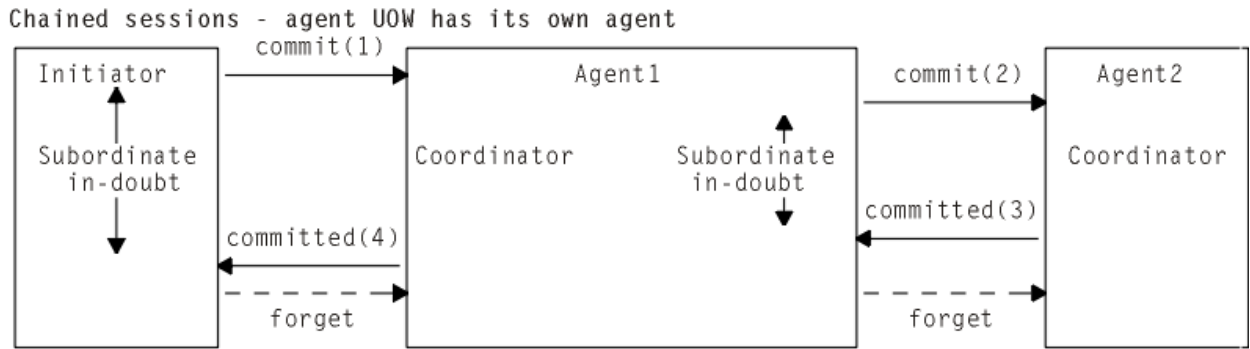 Chained sessions - agent UOW has its own agent
commit(1)
Initiator
Agent1
commit(2)
Agent2
Subordinate
in-doubt
Coordinator
Subordinate
in-doubt
Coordinator
committed(3)
committed(4)
forget
forget